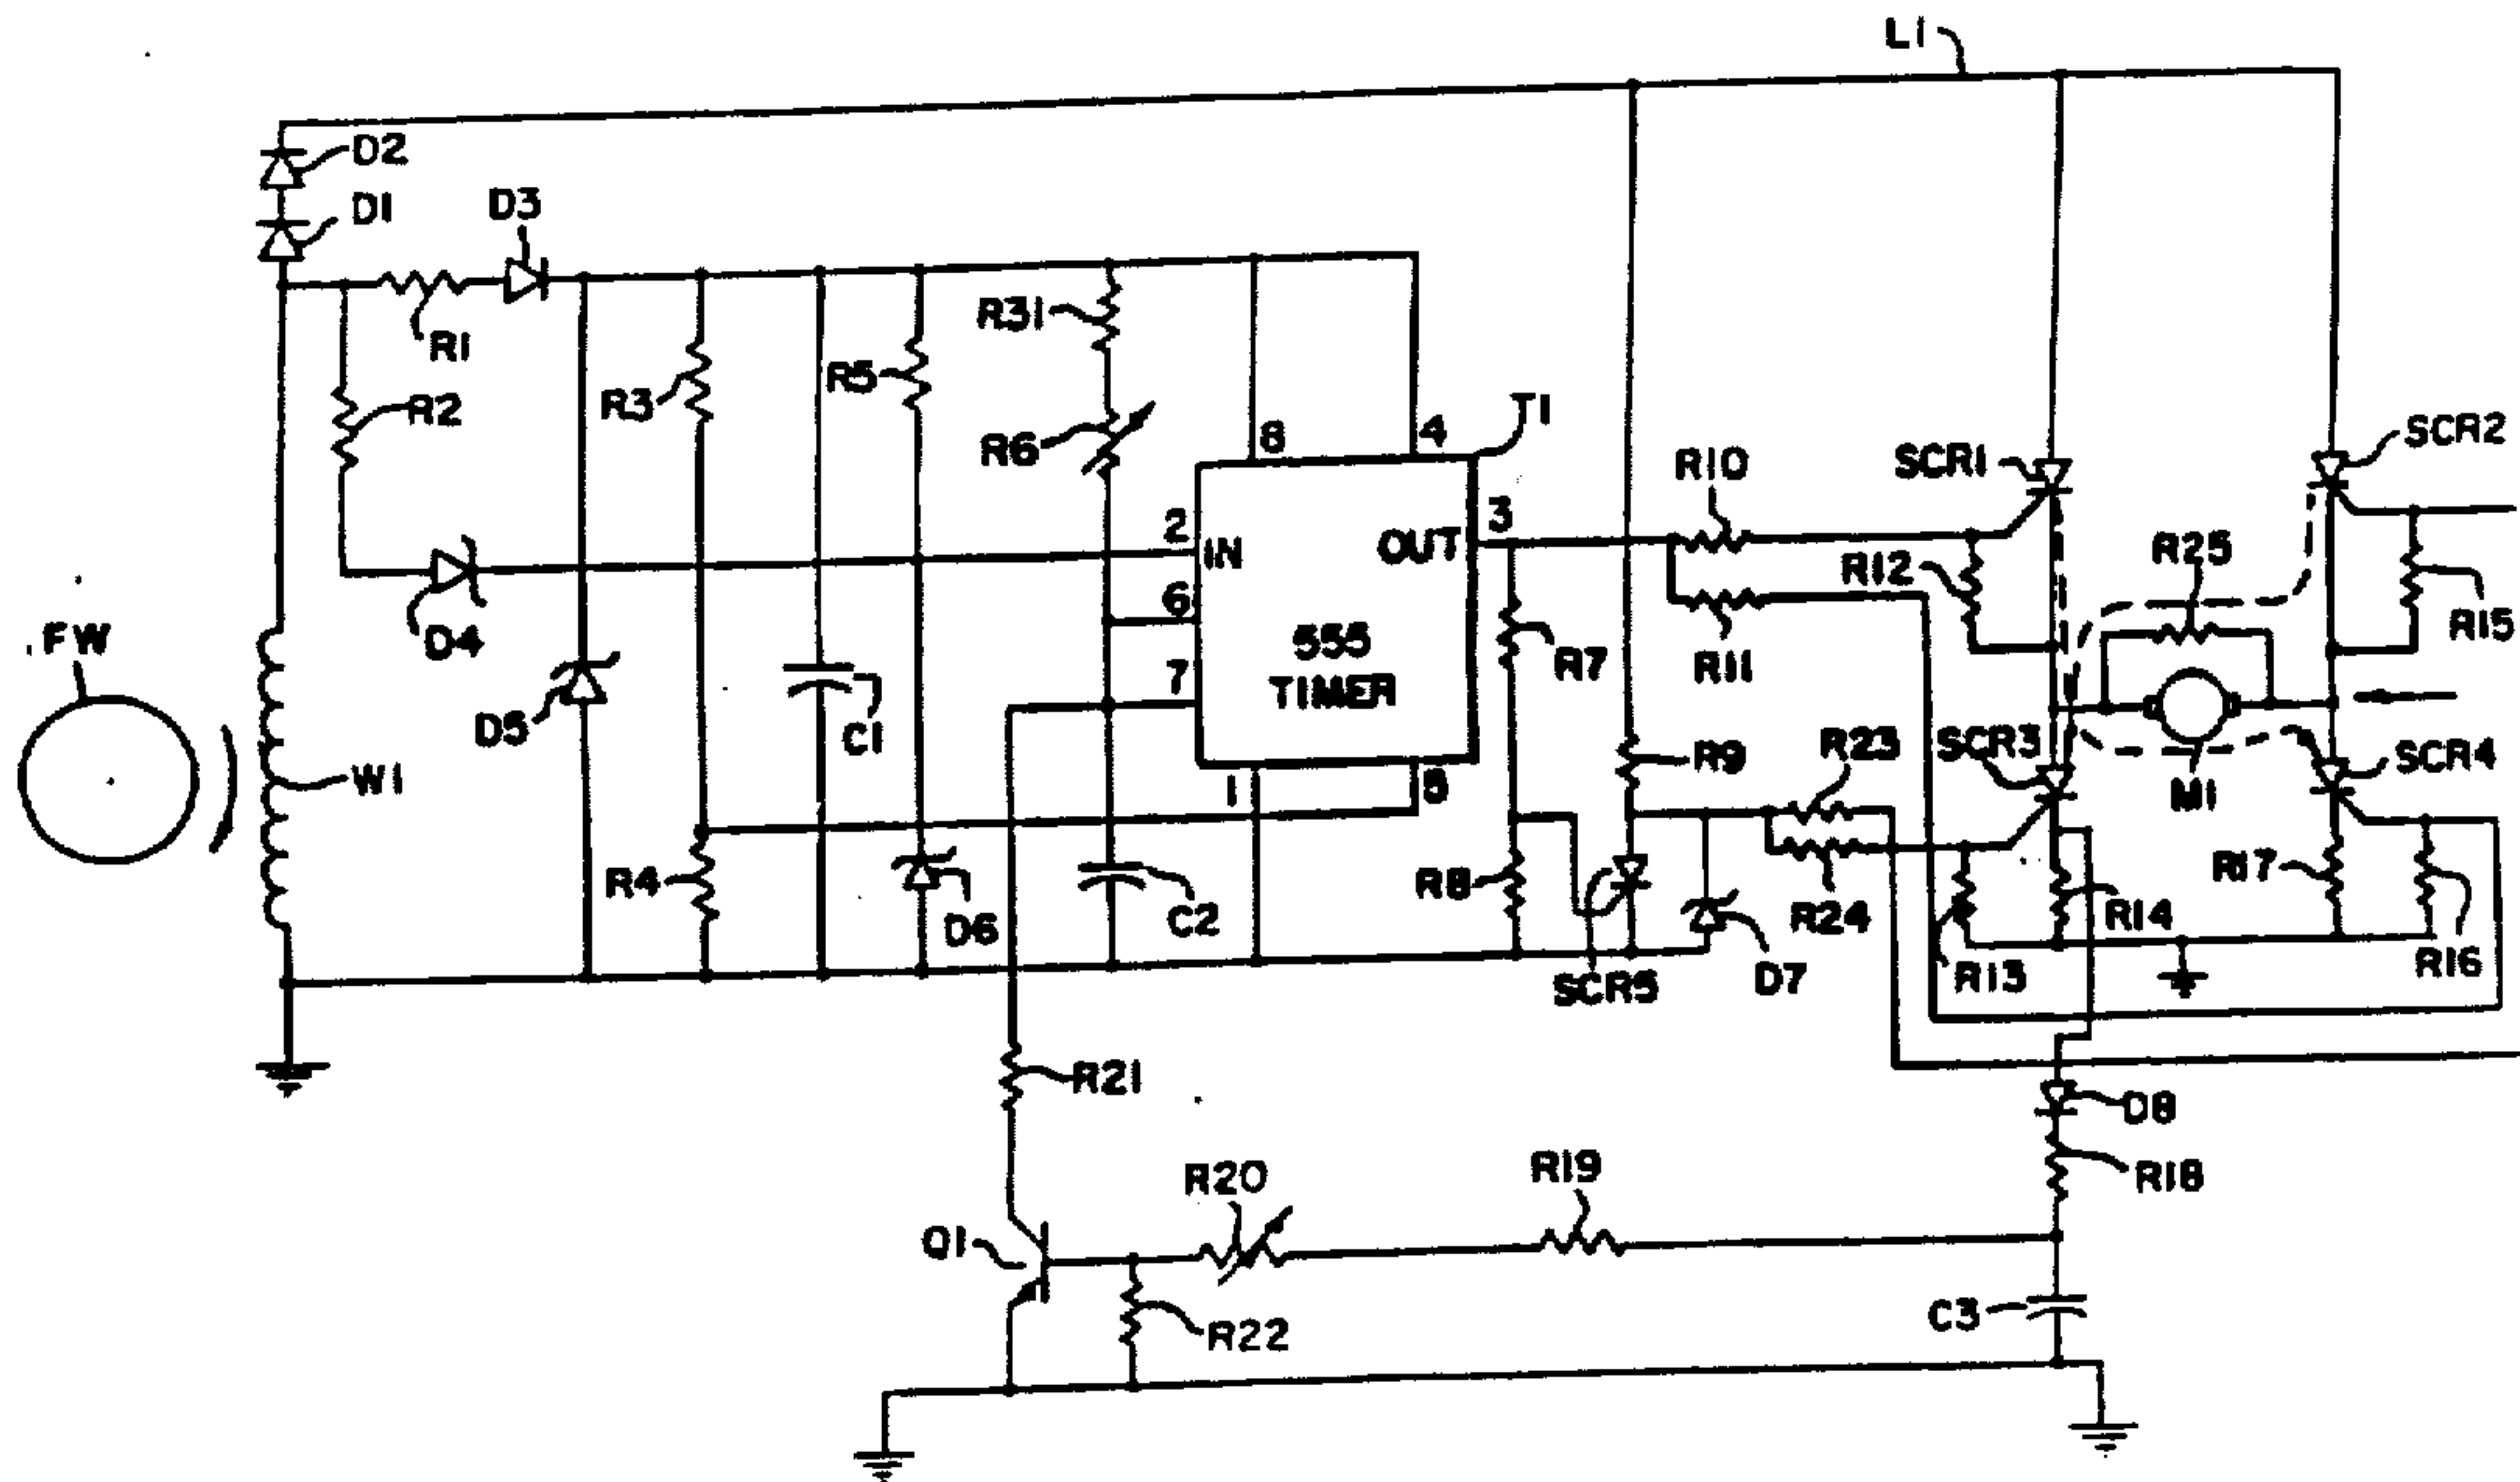 L1
D2
D1
D3
R1
R2
R3
R5
R31
R6
T1
8
4
2
IN
OUT
3
6
555
TIMER
7
1
5
R10
SCR1
SCR2
R12
R25
R15
R11
R7
D4
FW
D5
C1
W1
R9
R23
SCR3
SCR4
M1
R4
D6
C2
R8
R24
R14
R17
R13
R16
SCR5
D7
R21
D8
R18
R20
R19
Q1
R22
C3